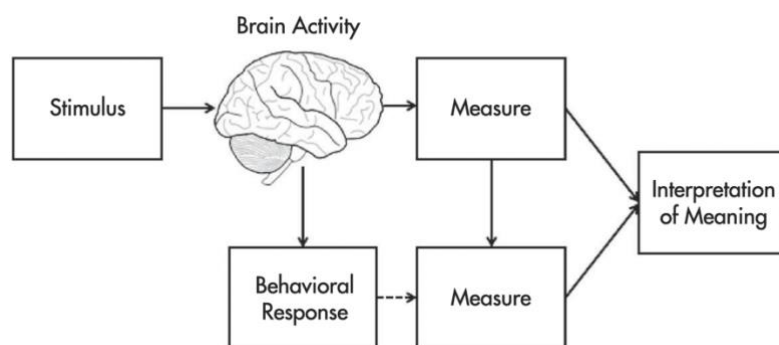 Brain Activity
Stimulus
Measure
Interpretation
of Meaning
Behavioral
Response
Measure